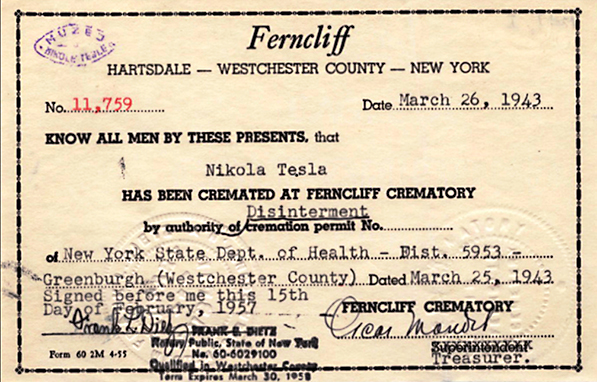 MUZEJ
NIKOLE TESLE
Ferncliff
HARTSDALE — WESTCHESTER COUNTY — NEW YORK
No. 11,759 Date March 26, 1943
KNOW ALL MEN BY THESE PRESENTS, that
Nikola Tesla
HAS BEEN CREMATED AT FERNCLIFF CREMATORY
Disinterment
by authority of cremation permit No.
of New York State Dept. of Health - Dist. 5953 -
Greenburgh (Westchester County) Dated March 25, 1943
Signed before me this 15th
Day of February, 1957 FERNCLIFF CREMATORY
Frank E. Dietz
FRANK E. DIETZ
Notary Public, State of New York
No. 60-6029100
Qualified in Westchester County
Term Expires March 30, 1958
Superintendent
Treasurer.
Form 60 2M 4-55